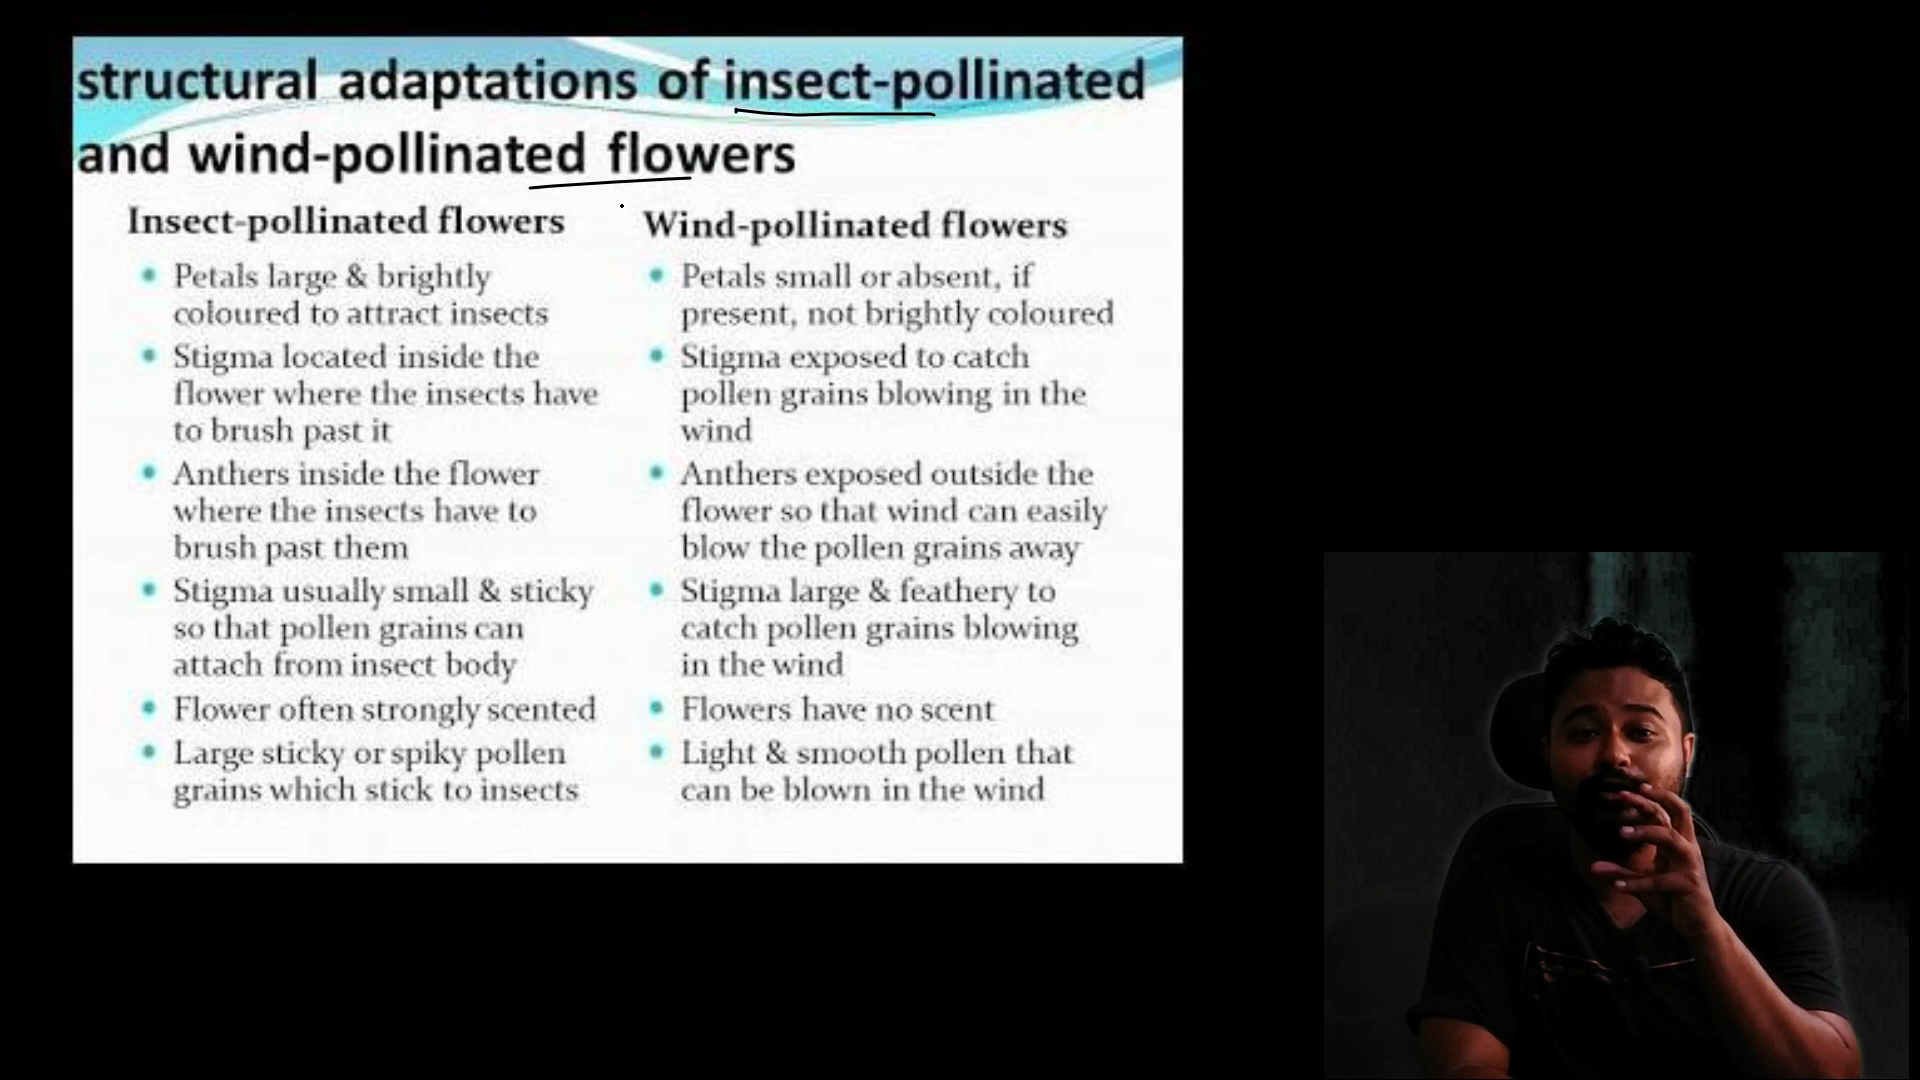 structural adaptations of insect-pollinated
and wind-pollinated flowers
Insect-pollinated flowers
Petals large & brightly
coloured to attract insects
Stigma located inside the
flower where the insects have
to brush past it
Anthers inside the flower
where the insects have to
brush past them
Stigma usually small & sticky
so that pollen grains can
attach from insect body
Flower often strongly scented
Large sticky or spiky pollen
grains which stick to insects
Wind-pollinated flowers
Petals small or absent, if
present, not brightly coloured
Stigma exposed to catch
pollen grains blowing in the
wind
Anthers exposed outside the
flower so that wind can easily
blow the pollen grains away
Stigma large & feathery to
catch pollen grains blowing
in the wind
Flowers have no scent
Light & smooth pollen that
can be blown in the wind